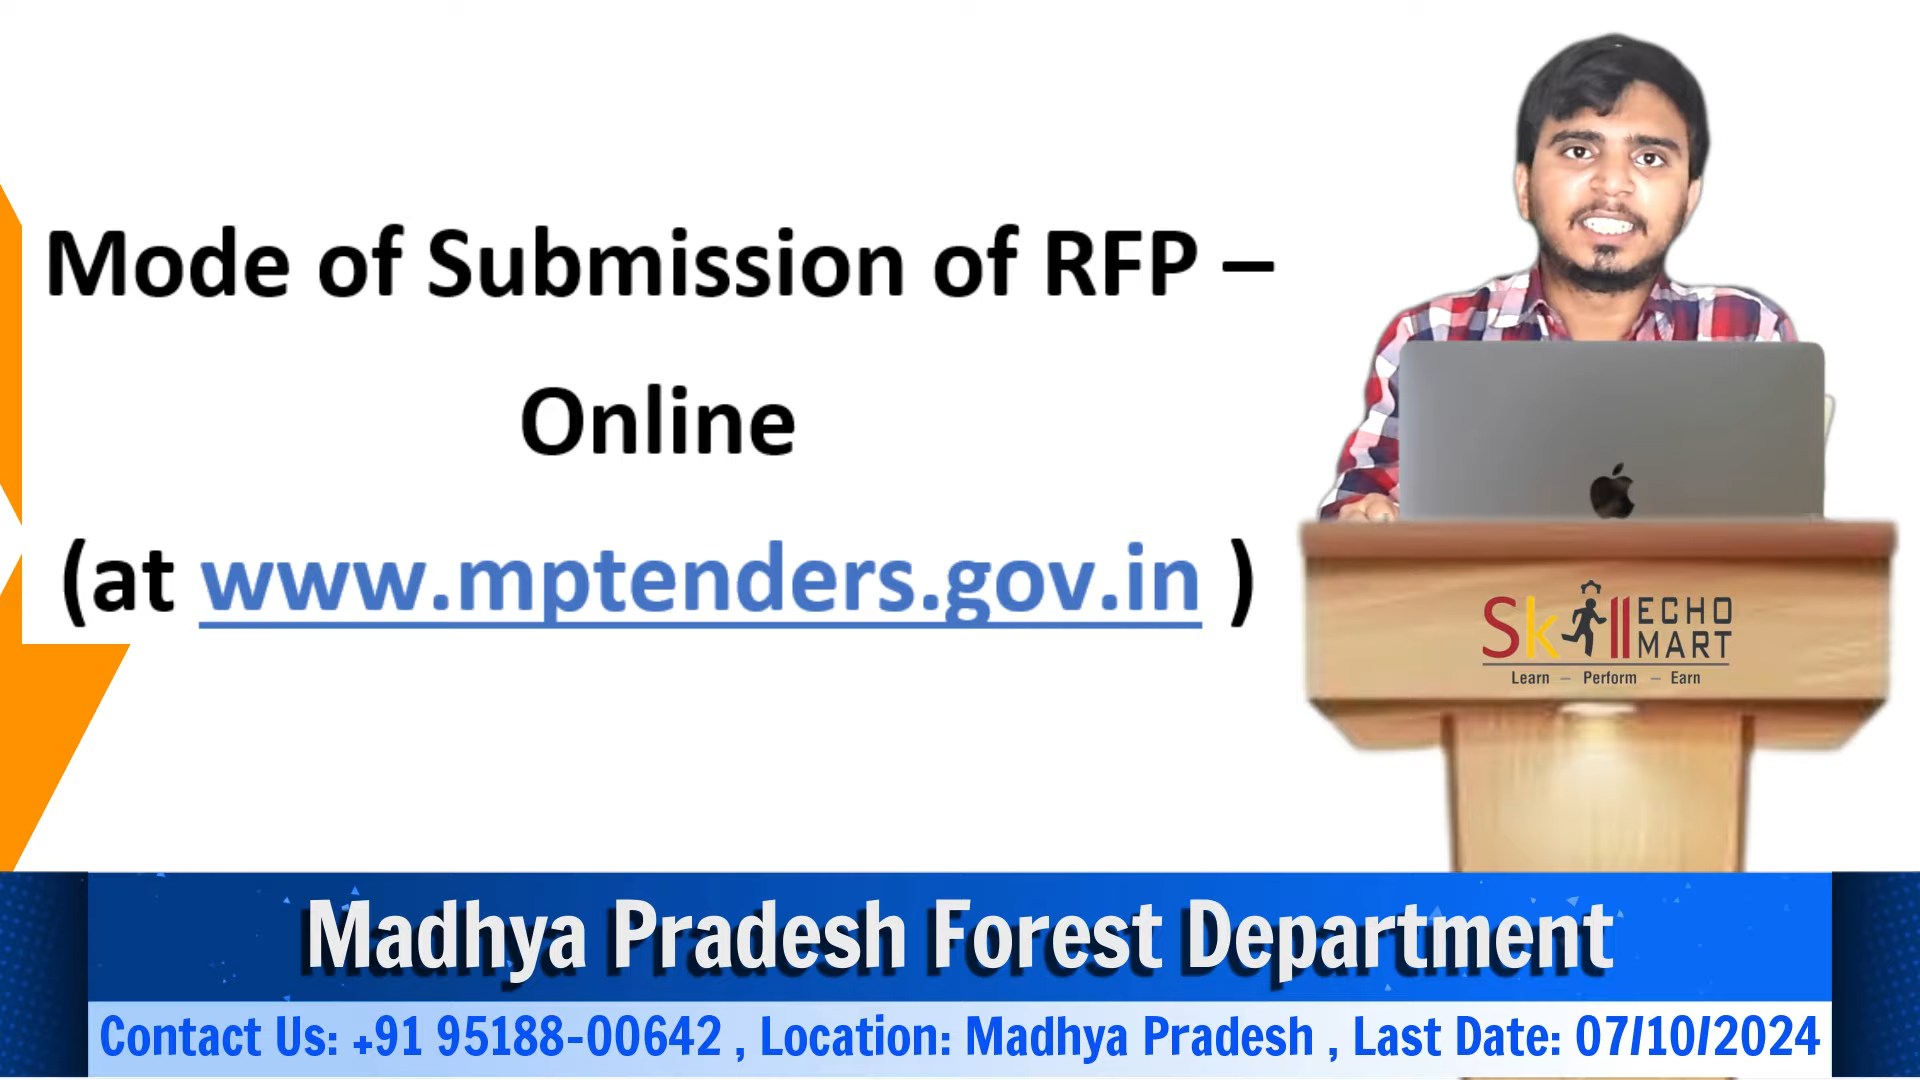 Mode of Submission of RFP –
Online
(at www.mptenders.gov.in )
Skill ECHO MART
Learn – Perform – Earn
Madhya Pradesh Forest Department
Contact Us: +91 95188-00642 , Location: Madhya Pradesh , Last Date: 07/10/2024